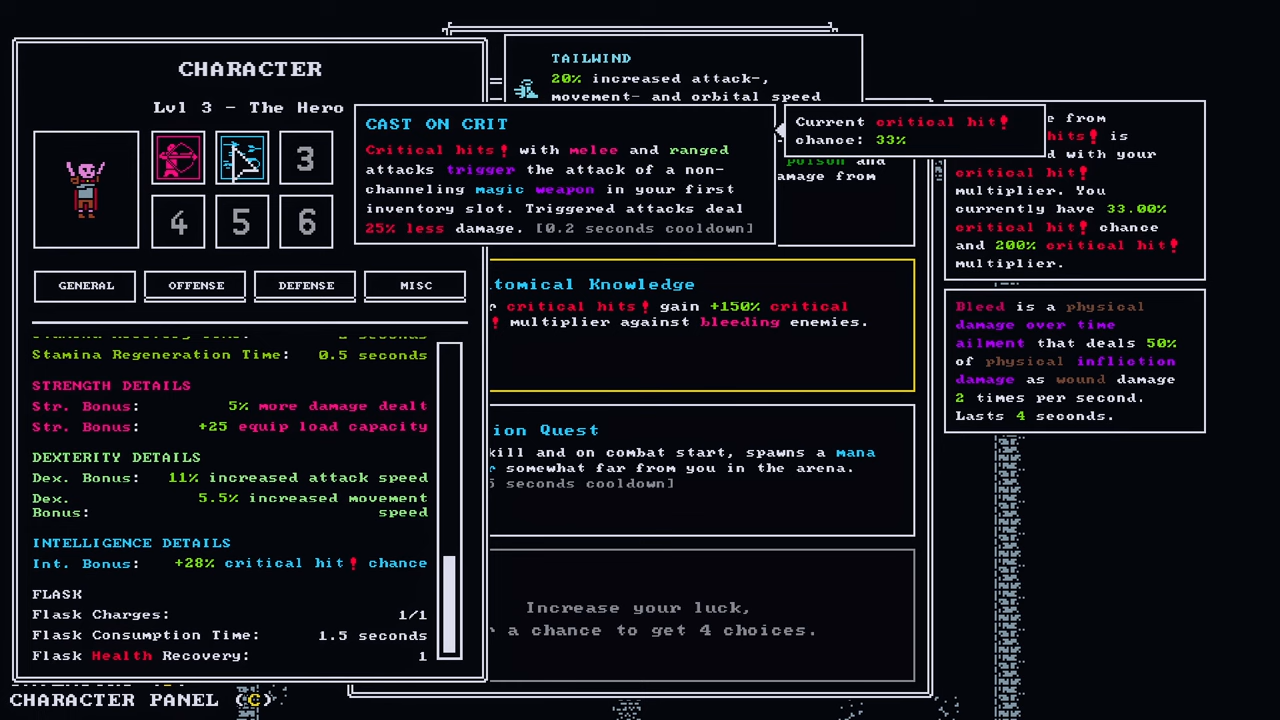 CHARACTER
Lvl 3 - The Hero
3
4
5
6
GENERAL
OFFENSE
DEFENSE
MISC
Stamina Regeneration Time: 0.5 seconds
STRENGTH DETAILS
Str. Bonus: 5% more damage dealt
Str. Bonus: +25 equip load capacity
DEXTERITY DETAILS
Dex. Bonus: 11% increased attack speed
Dex. Bonus: 5.5% increased movement speed
INTELLIGENCE DETAILS
Int. Bonus: +28% critical hit! chance
FLASK
Flask Charges: 1/1
Flask Consumption Time: 1.5 seconds
Flask Health Recovery: 1
CHARACTER PANEL (C)
TAILWIND
20% increased attack-,
movement- and orbital speed
CAST ON CRIT
Critical hits! with melee and ranged
attacks trigger the attack of a non-
channeling magic weapon in your first
inventory slot. Triggered attacks deal
25% less damage. [0.2 seconds cooldown]
Current critical hit!
chance: 33%
poison and
amage from
tomical Knowledge
critical hits! gain +150% critical
! multiplier against bleeding enemies.
ion Quest
kill and on combat start, spawns a mana
somewhat far from you in the arena.
seconds cooldown]
Increase your luck,
a chance to get 4 choices.
e from
hits! is
d with your
critical hit!
multiplier. You
currently have 33.00%
critical hit! chance
and 200% critical hit!
multiplier.
Bleed is a physical
damage over time
ailment that deals 50%
of physical infliction
damage as wound damage
2 times per second.
Lasts 4 seconds.